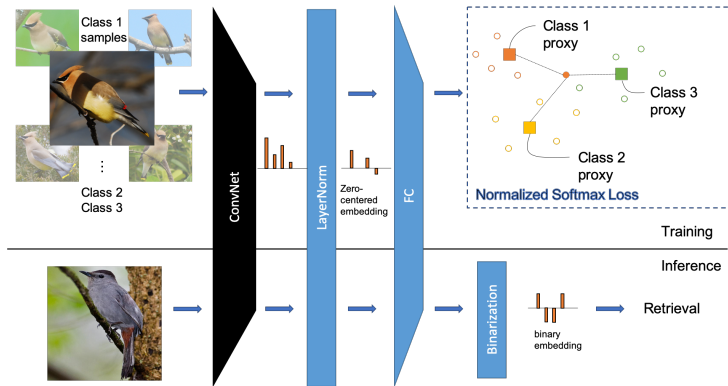 Class 1
samples
⋮
Class 2
Class 3
ConvNet
LayerNorm
Zero-
centered
embedding
FC
Class 1
proxy
Class 3
proxy
Class 2
proxy
Normalized Softmax Loss
Training
Inference
Binarization
binary
embedding
Retrieval